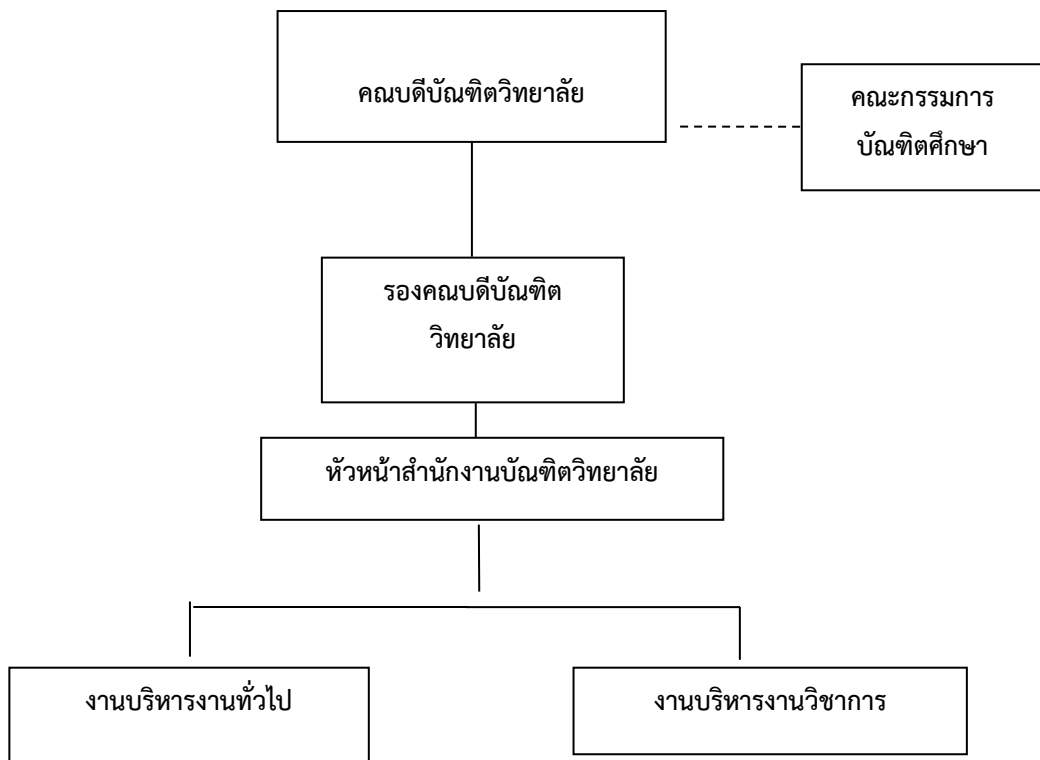 คณบดีบัณฑิตวิทยาลัย
คณะกรรมการ
บัณฑิตศึกษา
รองคณบดีบัณฑิต
วิทยาลัย
หัวหน้าสำนักงานบัณฑิตวิทยาลัย
งานบริหารงานทั่วไป
งานบริหารงานวิชาการ